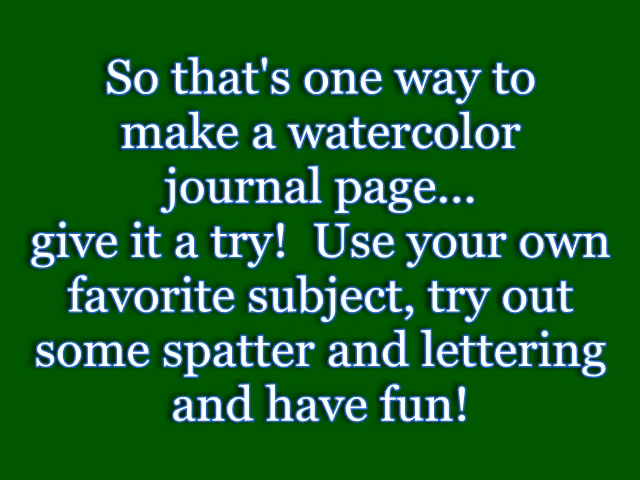 So that's one way to
make a watercolor
journal page...
give it a try!  Use your own
favorite subject, try out
some spatter and lettering
and have fun!